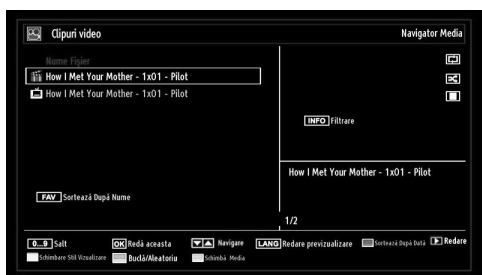 Clipuri video
Navigator Media
Nume Fişier
How I Met Your Mother - 1x01 - Pilot
How I Met Your Mother - 1x01 - Pilot
INFO Filtrare
How I Met Your Mother - 1x01 - Pilot
FAV Sortează După Nume
1/2
0...9 Salt
OK Redă aceasta
Navigare
LANG Redare previzualizare
Sortează După Dată
Redare
Schimbare Stil Vizualizare
Buclă/Aleatoriu
Schimbă Media